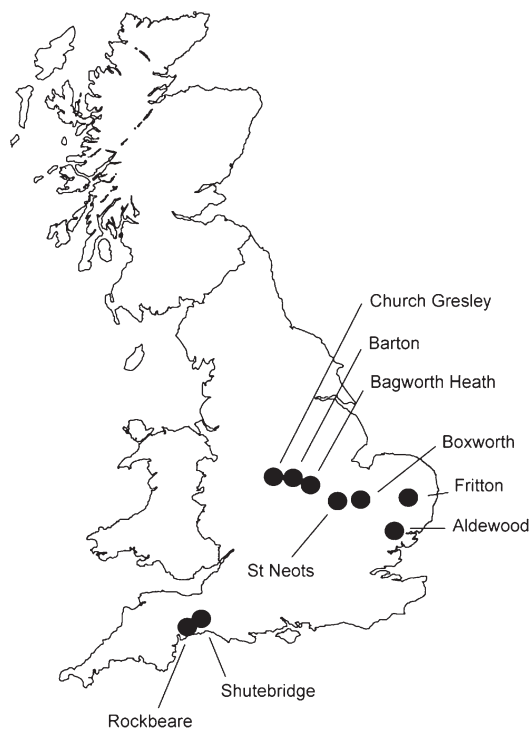 Church Gresley
Barton
Bagworth Heath
Boxworth
Fritton
Aldewood
St Neots
Shutebridge
Rockbeare